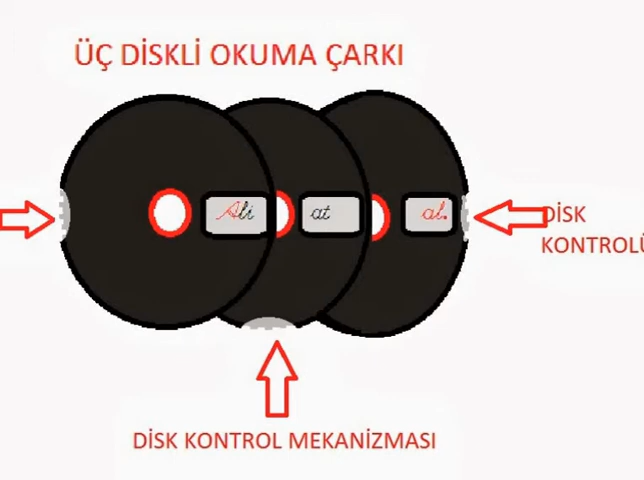 ÜÇ DİSKLİ OKUMA ÇARKI
Ali at al.
DİSK
KONTROLÜ
DİSK KONTROL MEKANİZMASI